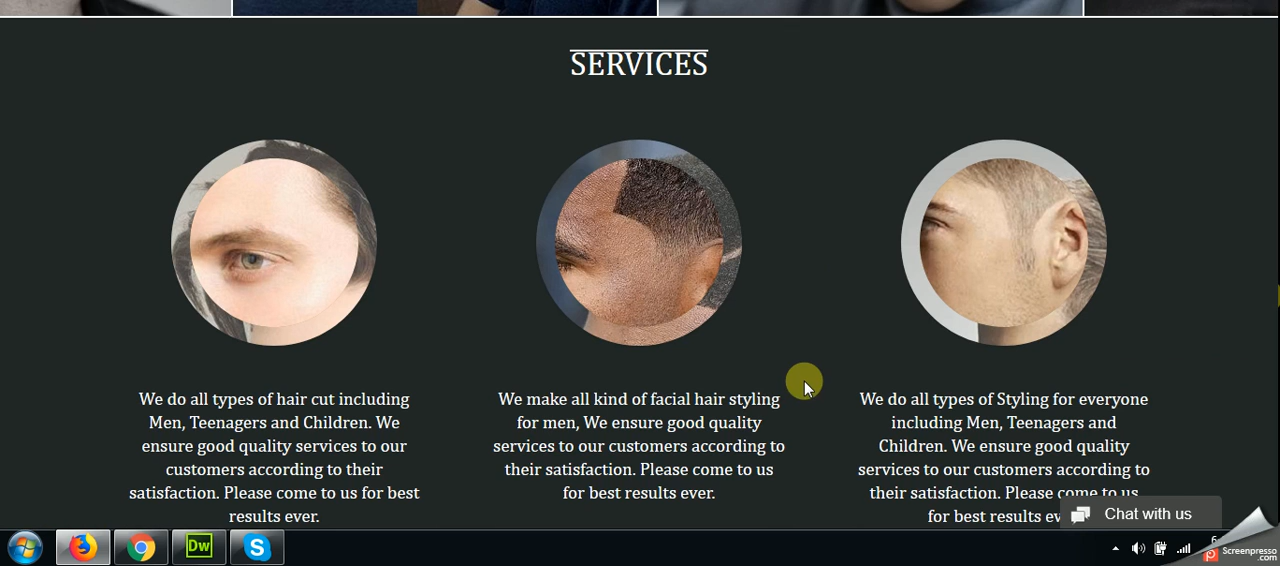 SERVICES
We do all types of hair cut including
Men, Teenagers and Children. We
ensure good quality services to our
customers according to their
satisfaction. Please come to us for best
results ever.
We make all kind of facial hair styling
for men, We ensure good quality
services to our customers according to
their satisfaction. Please come to us
for best results ever.
We do all types of Styling for everyone
including Men, Teenagers and
Children. We ensure good quality
services to our customers according to
their satisfaction. Please come to us
for best results
Chat with us
Dw
S
Screenpresso
.com